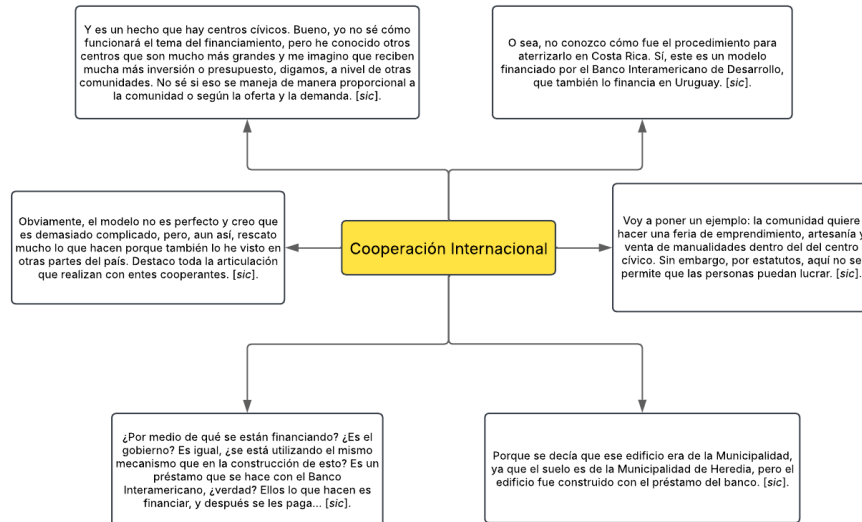 Y es un hecho que hay centros cívicos. Bueno, yo no sé cómo
funcionará el tema del financiamiento, pero he conocido otros
centros que son mucho más grandes y me imagino que reciben
mucha más inversión o presupuesto, digamos, a nivel de otras
comunidades. No sé si eso se maneja de manera proporcional a
la comunidad o según la oferta y la demanda. [sic].
O sea, no conozco cómo fue el procedimiento para
aterrizarlo en Costa Rica. Sí, este es un modelo
financiado por el Banco Interamericano de Desarrollo,
que también lo financia en Uruguay. [sic].
Obviamente, el modelo no es perfecto y creo que
es demasiado complicado, pero, aun así, rescato
mucho lo que hacen porque también lo he visto en
otras partes del país. Destaco toda la articulación
que realizan con entes cooperantes. [sic].
Cooperación Internacional
Voy a poner un ejemplo: la comunidad quiere
hacer una feria de emprendimiento, artesanía y
venta de manualidades dentro del del centro
cívico. Sin embargo, por estatutos, aquí no se
permite que las personas puedan lucrar. [sic].
¿Por medio de qué se están financiando? ¿Es el
gobierno? Es igual, ¿se está utilizando el mismo
mecanismo que en la construcción de esto? Es un
préstamo que se hace con el Banco
Interamericano, ¿verdad? Ellos lo que hacen es
financiar, y después se les paga... [sic].
Porque se decía que ese edificio era de la Municipalidad,
ya que el suelo es de la Municipalidad de Heredia, pero el
edificio fue construido con el préstamo del banco. [sic].